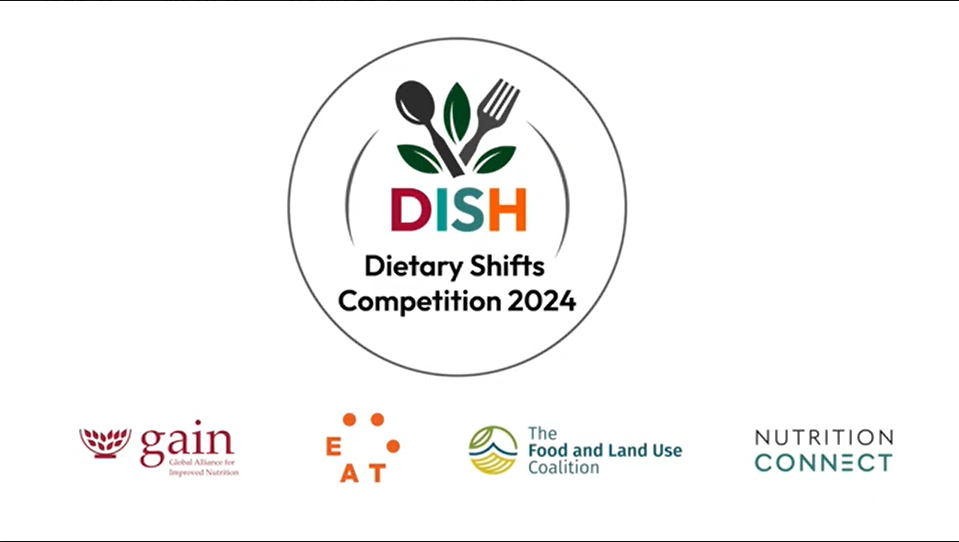 DISH
Dietary Shifts
Competition 2024
gain
Global Alliance for
Improved Nutrition
E
AT
The
Food and Land Use
Coalition
NUTRITION
CONNECT